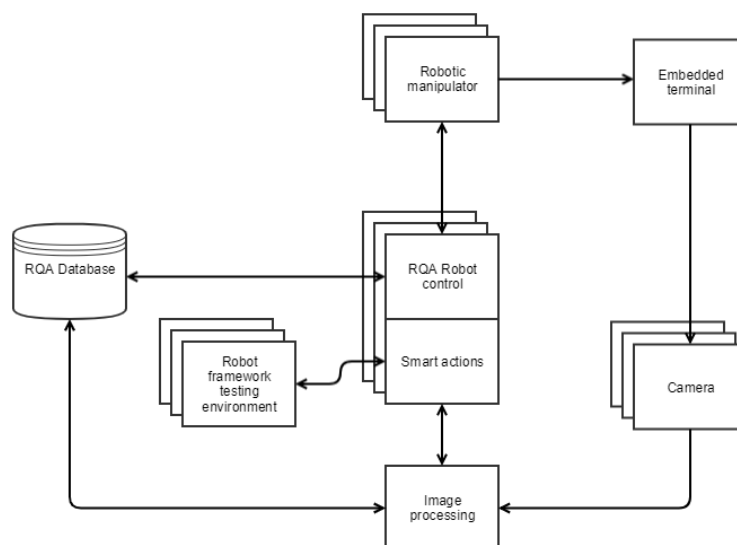 Robotic
manipulator
Embedded
terminal
RQA Database
RQA Robot
control
Robot
framework
testing
environment
Smart actions
Camera
Image
processing